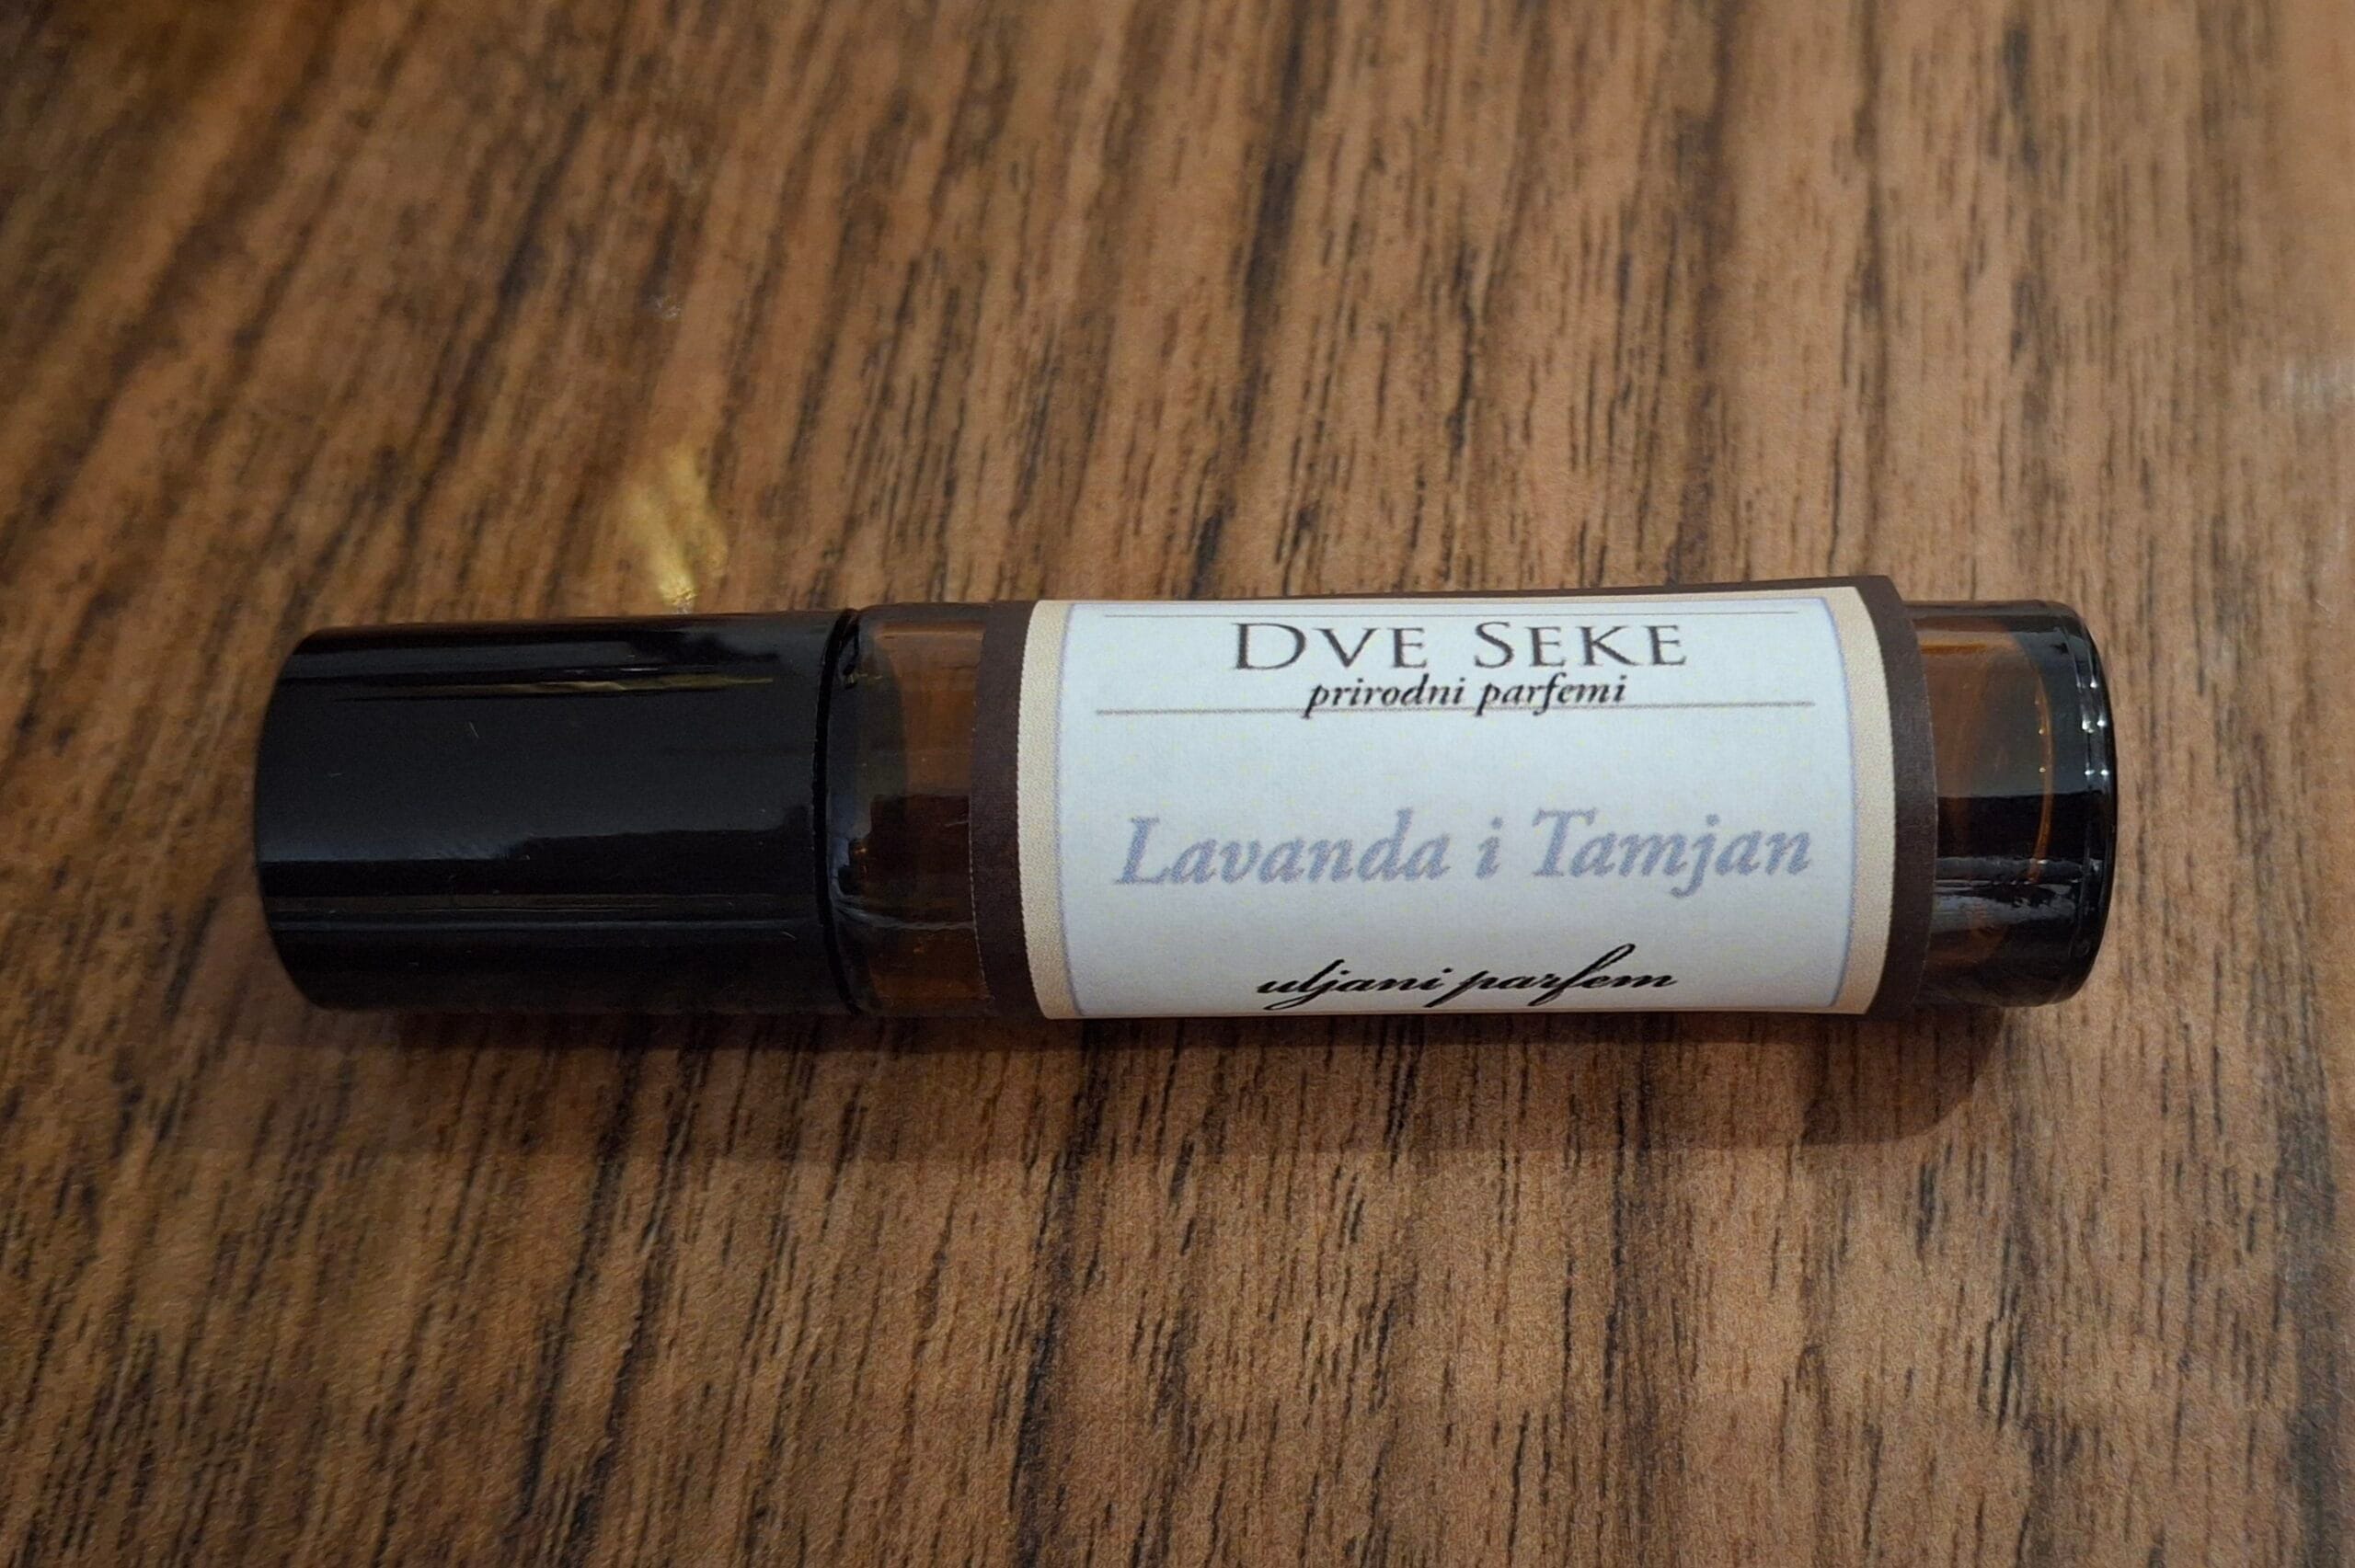 DVE SEKE
prirodni parfemi
Lavanda i Tamjan
uljani parfem